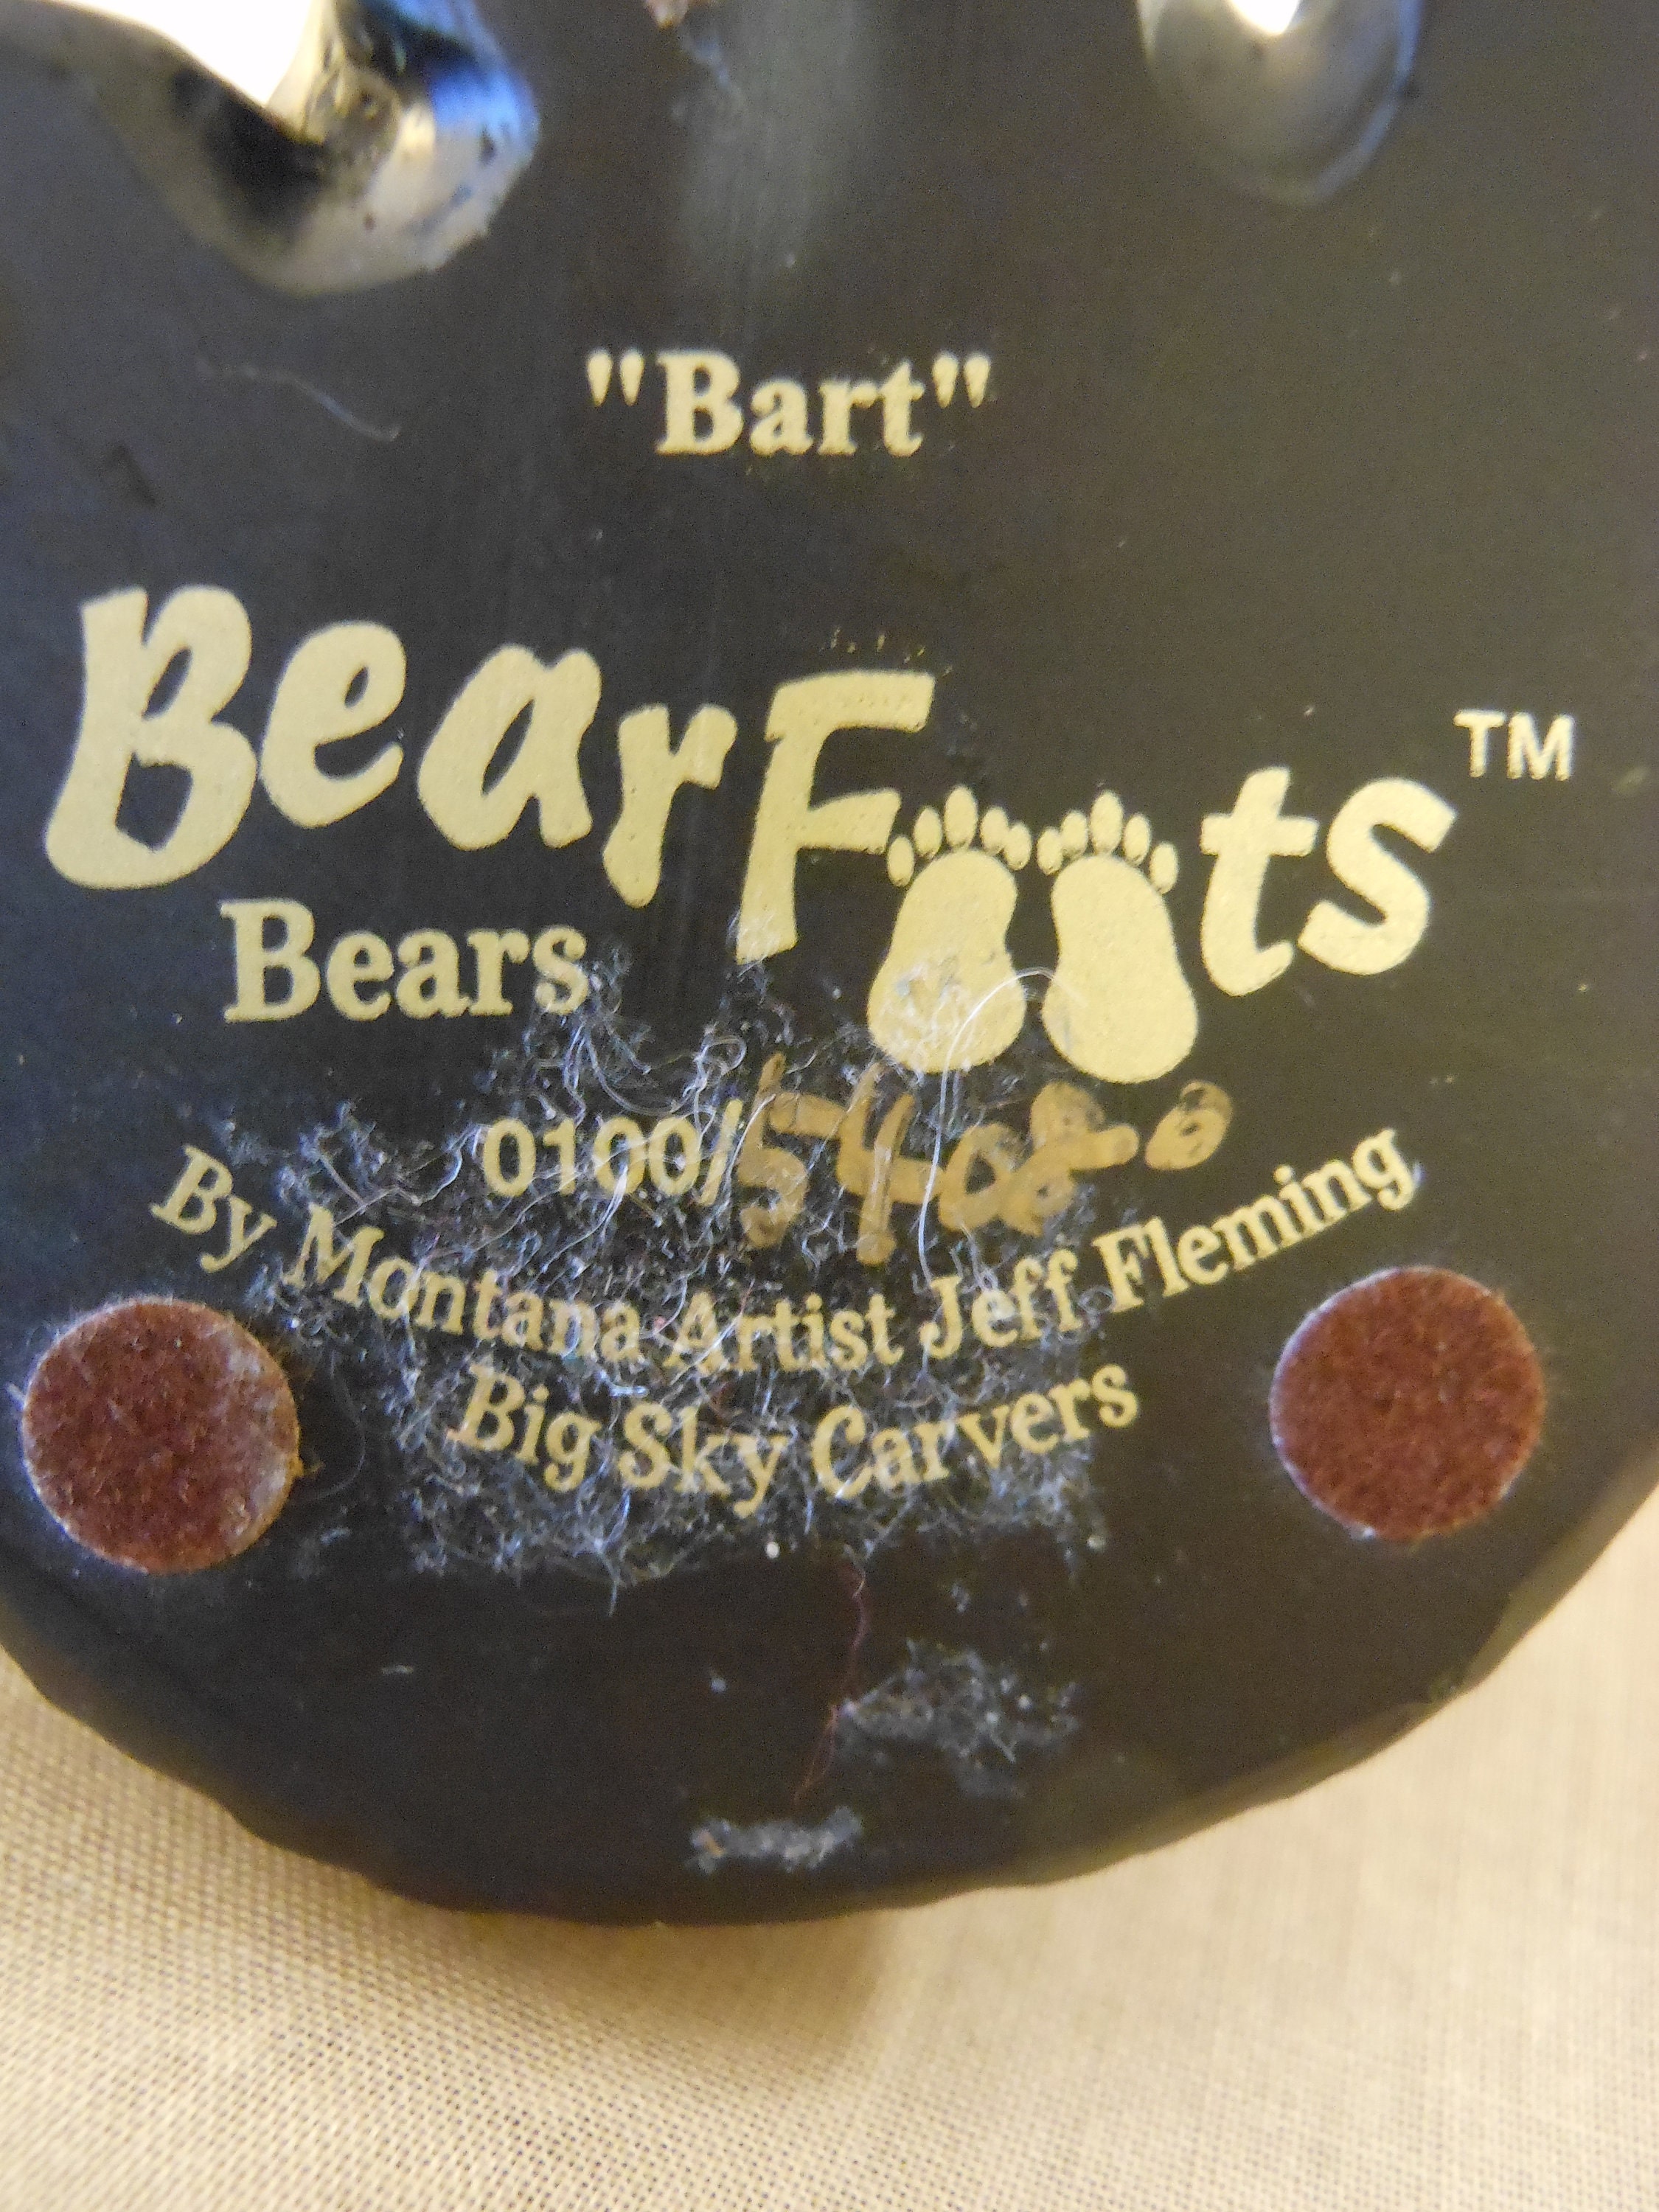 "Bart"
BearFoots™
Bears
0100/
By Montana Artist Jeff Fleming
Big Sky Carvers